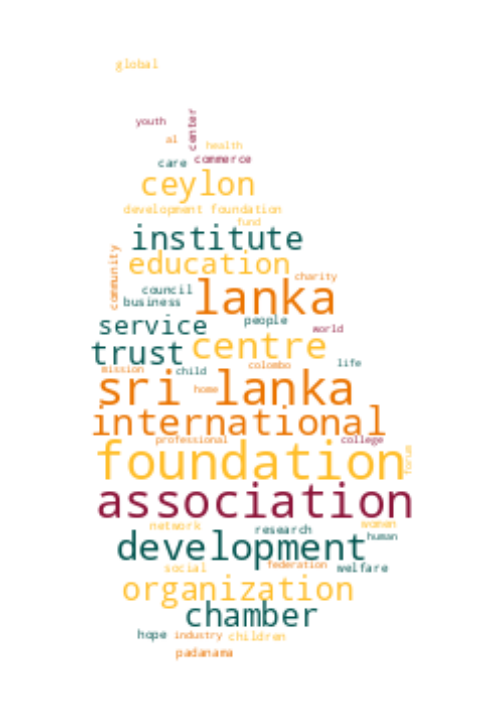 global
youth
center
al
health
care
commerce
ceylon
development foundation
fund
institute
community
education
charity
council
lanka
business
service
people
world
trust
centre
life
mission
child
colombo
sri lanka
home
international
professional
college
foundation
forum
association
network
research
women
human
development
social
federation
welfare
organization
chamber
hope
industry
children
padanama